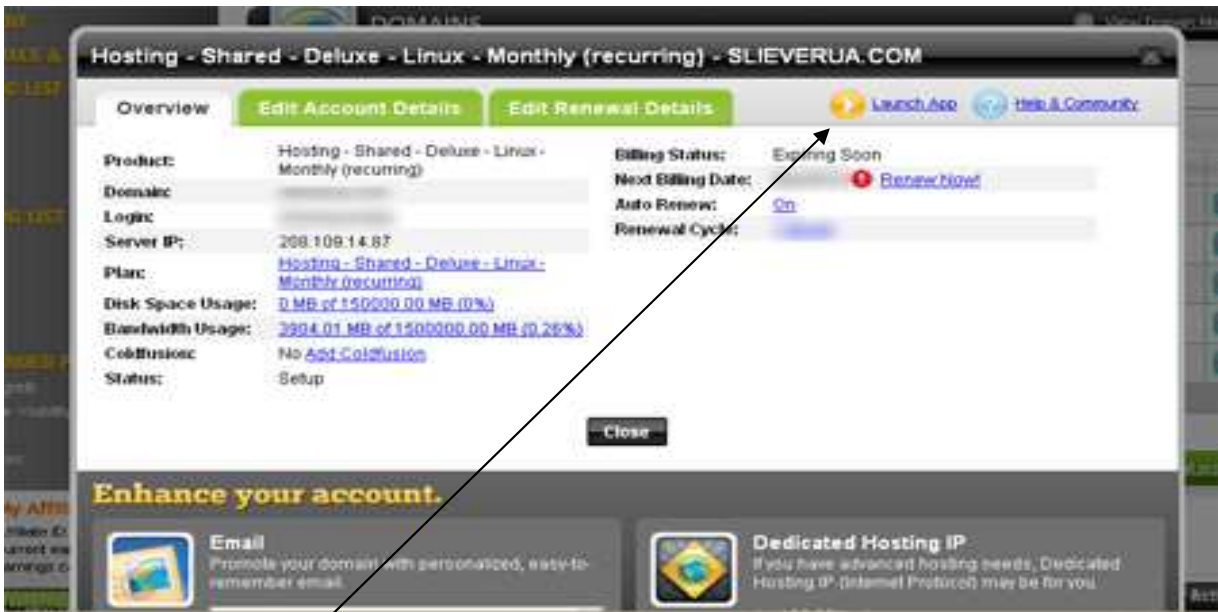 DOMAINS
Hosting - Shared - Deluxe - Linux - Monthly (recurring) - SLIEVERUA.COM
Overview
Edit Account Details
Edit Renewal Details
Launch App
Help & Community
Product: Hosting - Shared - Deluxe - Linux -
Monthly (recurring)
Domain:
Login:
Server IP: 208.109.14.87
Plan: Hosting - Shared - Deluxe - Linux -
Monthly (recurring)
Disk Space Usage: 0 MB of 150000.00 MB (0%)
Bandwidth Usage: 3904.01 MB of 1500000.00 MB (0.26%)
Coldfusion: No Add Coldfusion
Status: Setup
Billing Status: Expiring Soon
Next Billing Date: Renew Now!
Auto Renew: On
Renewal Cycle:
Close
Enhance your account.
Email
Promote your domain with personalized, easy-to-
remember email.
Dedicated Hosting IP
If you have advanced hosting needs, Dedicated
Hosting IP (Internet Protocol) may be for you.